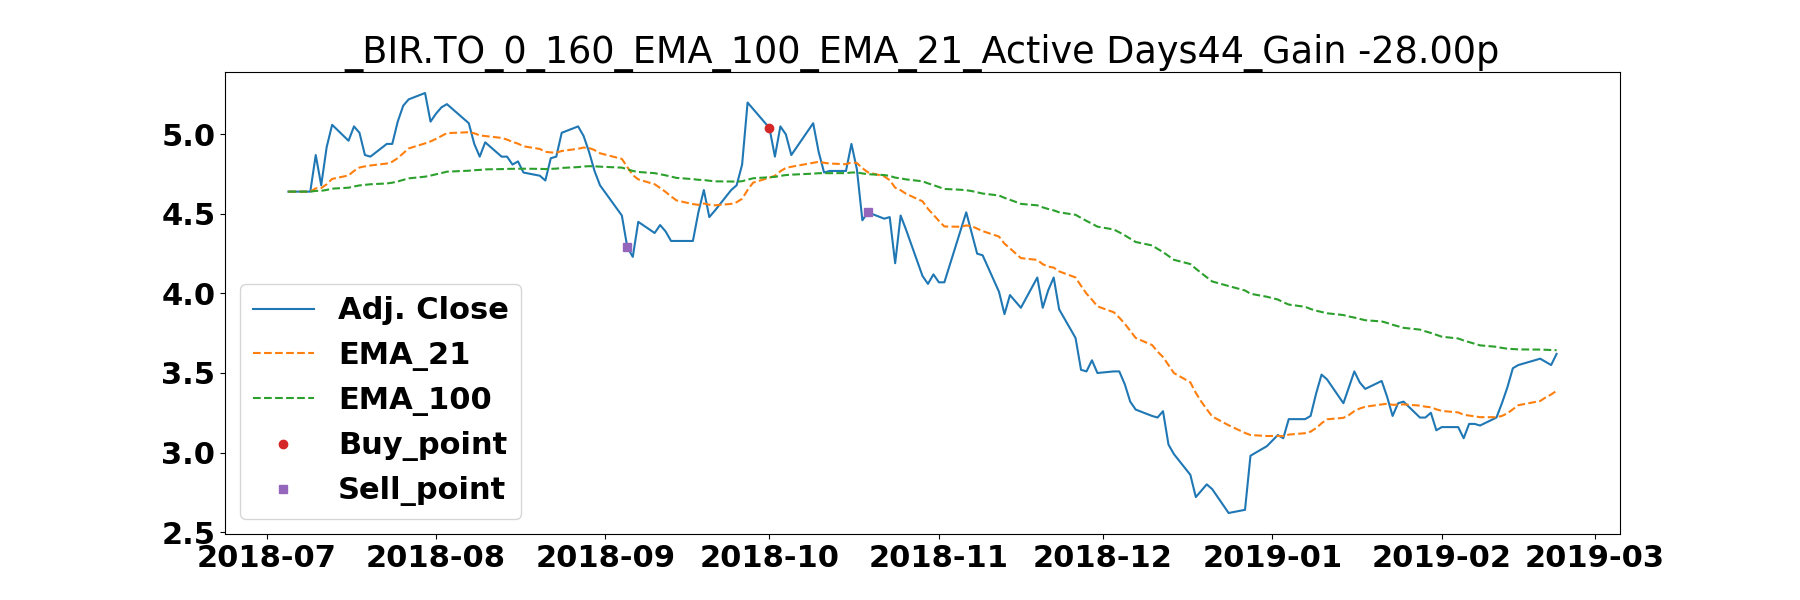 _BIR.TO_0_160_EMA_100_EMA_21_Active Days44_Gain -28.00p
5.0
4.5
4.0
3.5
3.0
2.5
Adj. Close
EMA_21
EMA_100
Buy_point
Sell_point
2018-07 2018-08 2018-09 2018-10 2018-11 2018-12 2019-01 2019-02 2019-03